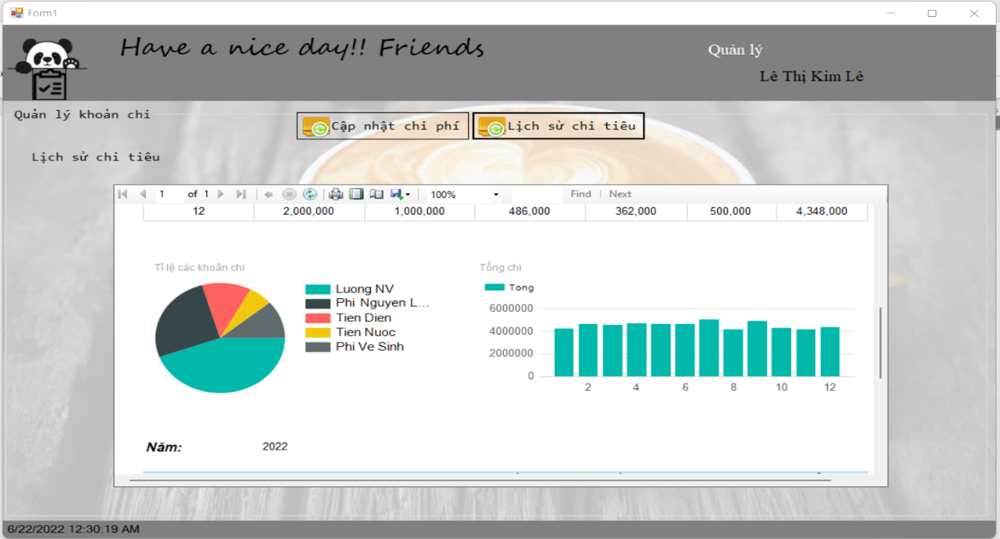 Form1
Have a nice day!! Friends
Quản lý
Lê Thị Kim Lê
Quản lý khoản chi
Cập nhật chi phí
Lịch sử chi tiêu
Lịch sử chi tiêu
1 of 1 100% Find | Next
12 2,000,000 1,000,000 486,000 362,000 500,000 4,348,000
Tỉ lệ các khoản chi
Luong NV
Phi Nguyen L...
Tien Dien
Tien Nuoc
Phi Ve Sinh
Tổng chi
Tong
6000000
4000000
2000000
0
2 4 6 8 10 12
Năm: 2022
6/22/2022 12:30:19 AM